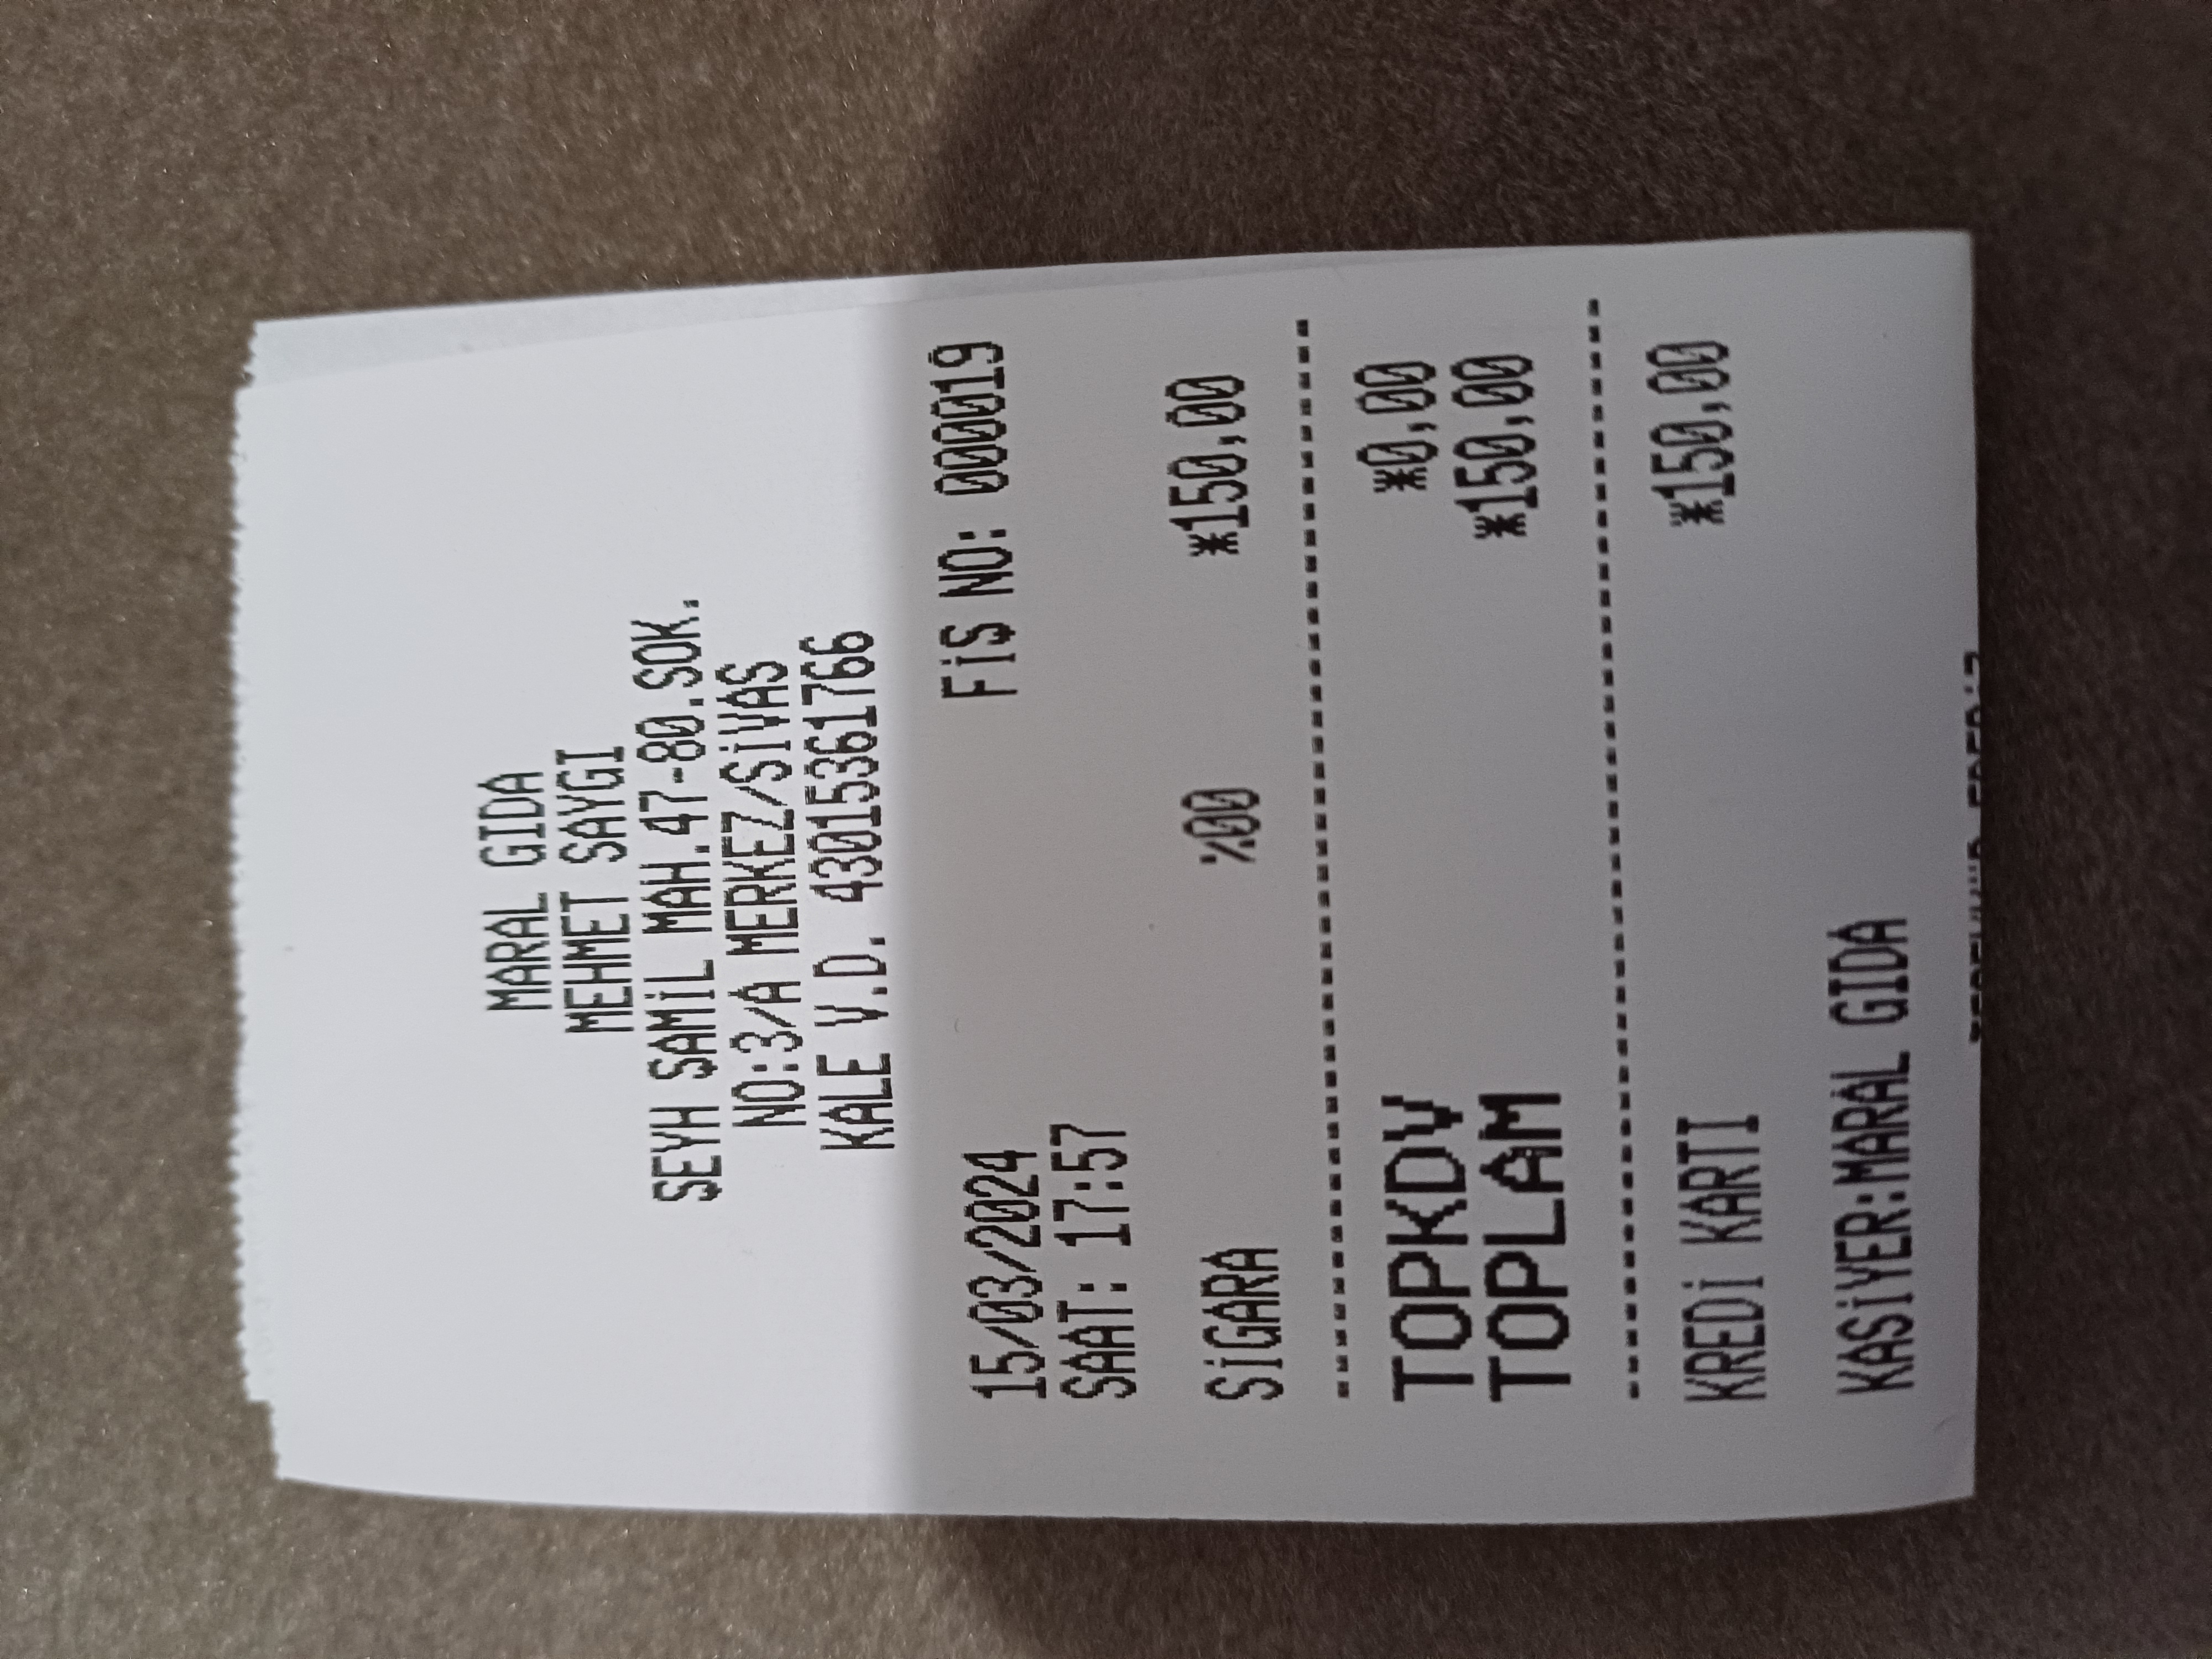 MARAL GIDA
MEHMET SAYGI
SEYH SAMİL MAH.47-80.SOK.
NO:3/A MERKEZ/SİVAS
KALE V.D. 43015361766
15/03/2024 FİŞ NO: 000019
SAAT: 17:57
SİGARA %00 *150,00
TOPKDV *0,00
TOPLAM *150,00
KREDİ KARTI *150,00
KASİYER:MARAL GIDA